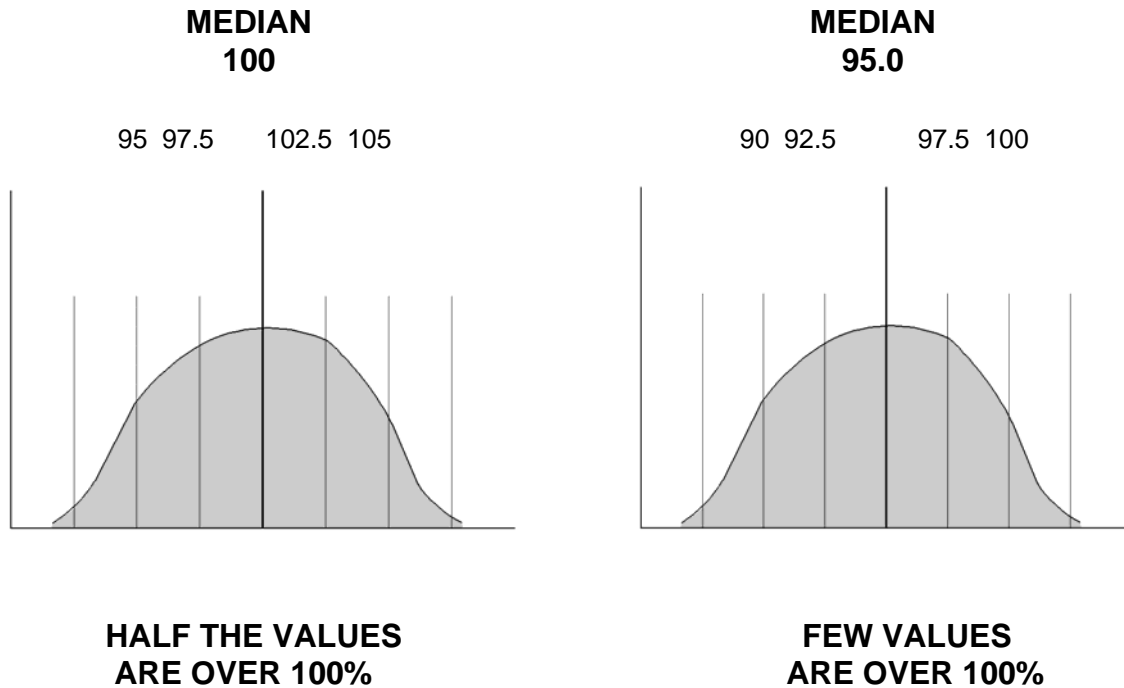 MEDIAN
100
95 97.5 102.5 105
HALF THE VALUES
ARE OVER 100%
MEDIAN
95.0
90 92.5 97.5 100
FEW VALUES
ARE OVER 100%